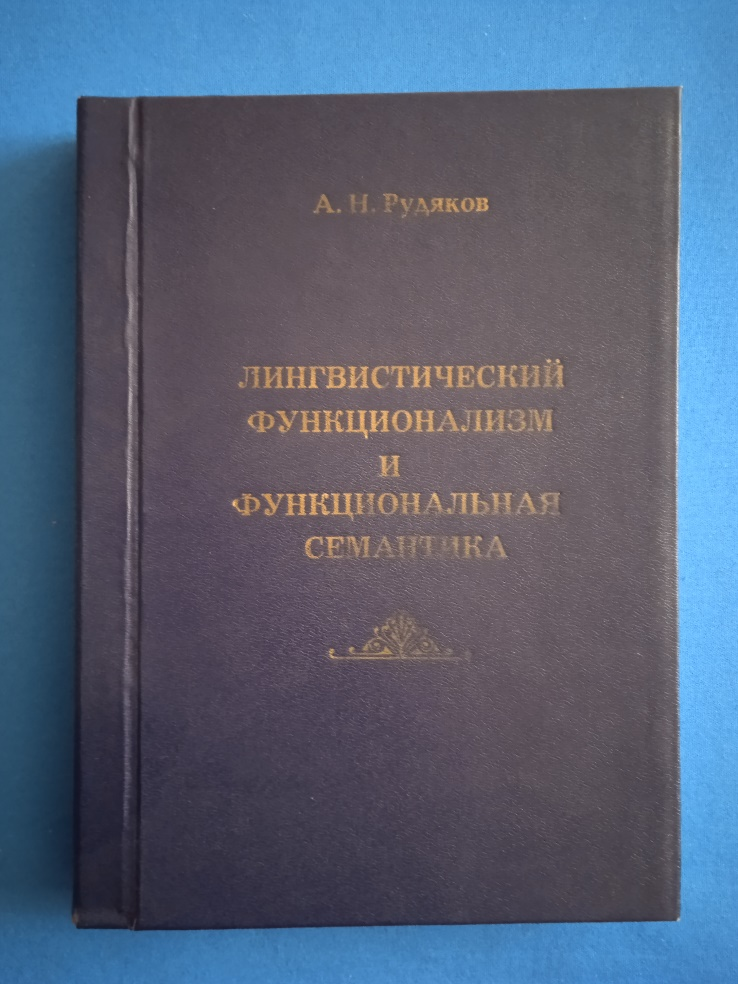 А. Н. Рудяков
ЛИНГВИСТИЧЕСКИЙ
ФУНКЦИОНАЛИЗМ
И
ФУНКЦИОНАЛЬНАЯ
СЕМАНТИКА